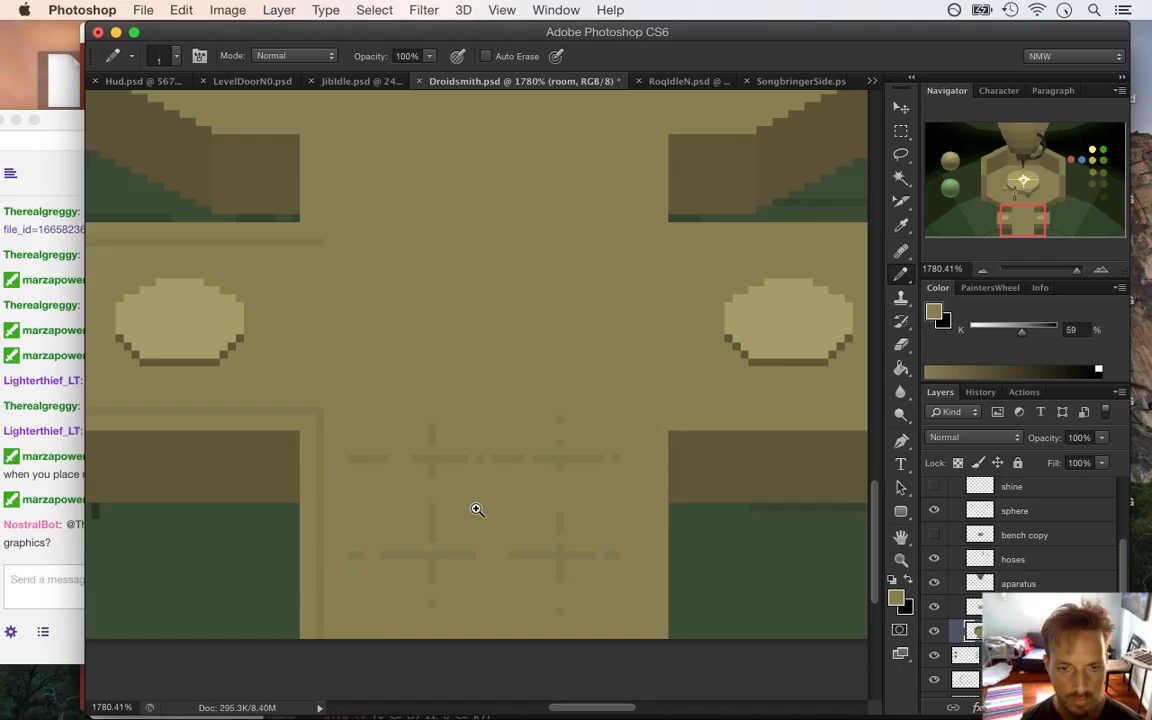 Photoshop File Edit Image Layer Type Select Filter 3D View Window Help
Adobe Photoshop CS6
1 Mode: Normal Opacity: 100% Auto Erase NMW
Hud.psd @ 567... LevelDoorN0.psd JibIdle.psd @ 24... Droidsmith.psd @ 1780% (room, RGB/8) * RoqIdleN.psd @ ... SongbringerSide.ps
Navigator Character Paragraph
1780.41%
Color PaintersWheel Info
K 59 %
Layers History Actions
Kind
Normal Opacity: 100%
Lock: Fill: 100%
shine
sphere
bench copy
hoses
aparatus
fx
Therealgreggy:
file_id=16658236
Therealgreggy:
marzapower
Therealgreggy:
marzapower
marzapower
Lighterthief_LT:
Therealgreggy:
Lighterthief_LT:
marzapower
when you place
marzapower
NostralBot: @Th
graphics?
Send a messag
1780.41% Doc: 295.3K/8.40M